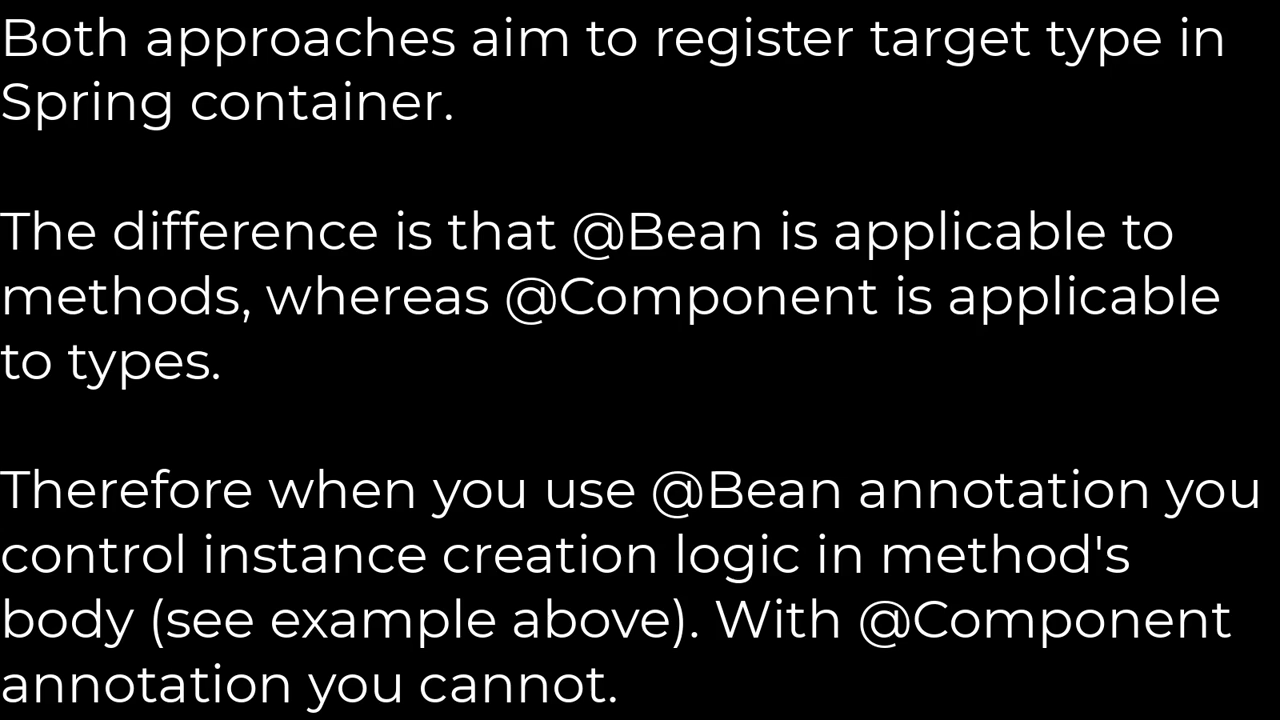 Both approaches aim to register target type in
Spring container.
The difference is that @Bean is applicable to
methods, whereas @Component is applicable
to types.
Therefore when you use @Bean annotation you
control instance creation logic in method's
body (see example above). With @Component
annotation you cannot.